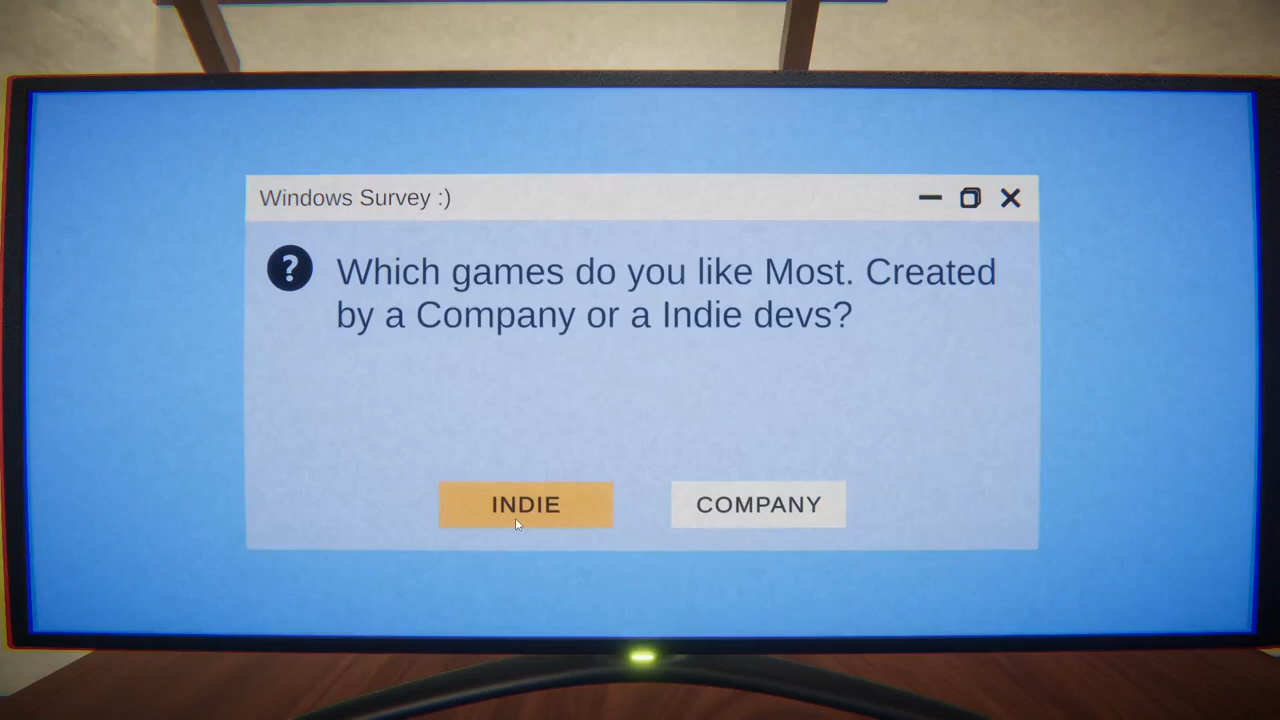 Windows Survey :)
?
Which games do you like Most. Created
by a Company or a Indie devs?
INDIE
COMPANY